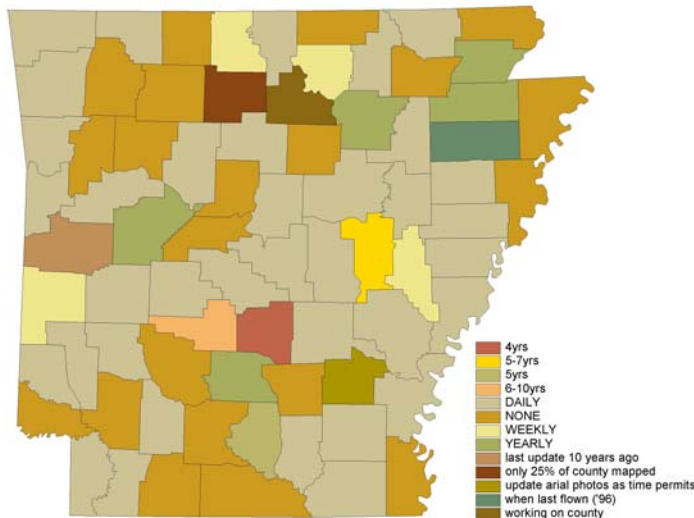 4yrs
5-7yrs
5yrs
6-10yrs
DAILY
NONE
WEEKLY
YEARLY
last update 10 years ago
only 25% of county mapped
update arial photos as time permits
when last flown ('96)
working on county